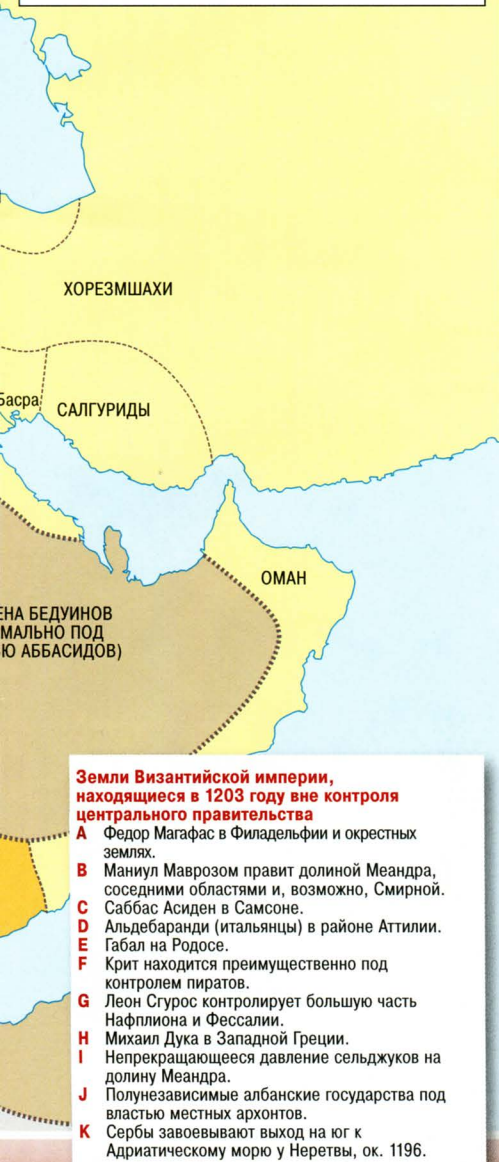 ХОРЕЗМШАХИ
Басра
САЛГУРИДЫ
ОМАН
ЕНА БЕДУИНОВ
МАЛЬНО ПОД
Ю АББАСИДОВ)
Земли Византийской империи,
находящиеся в 1203 году вне контроля
центрального правительства
A Федор Магафас в Филадельфии и окрестных
землях.
B Маниул Маврозом правит долиной Меандра,
соседними областями и, возможно, Смирной.
C Саббас Асиден в Самсоне.
D Альдебаранди (итальянцы) в районе Аттилии.
E Габал на Родосе.
F Крит находится преимущественно под
контролем пиратов.
G Леон Сгурос контролирует большую часть
Нафплиона и Фессалии.
H Михаил Дука в Западной Греции.
I Непрекращающееся давление сельджуков на
долину Меандра.
J Полунезависимые албанские государства под
властью местных архонтов.
K Сербы завоевывают выход на юг к
Адриатическому морю у Неретвы, ок. 1196.